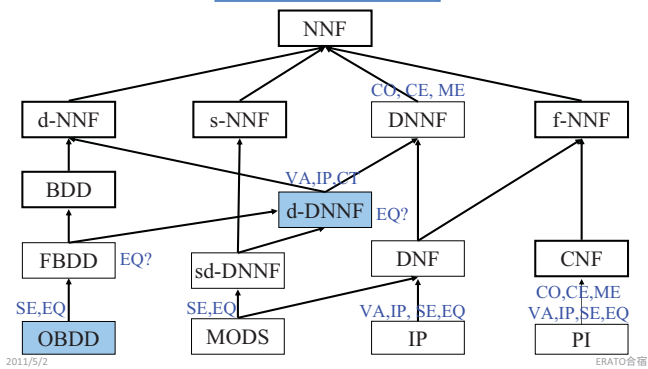 NNF
CO, CE, ME
d-NNF s-NNF DNNF f-NNF
VA,IP,CT
BDD
d-DNNF EQ?
FBDD EQ? sd-DNNF DNF CNF
CO,CE,ME
SE,EQ SE,EQ VA,IP, SE,EQ VA,IP,SE,EQ
OBDD MODS IP PI
2011/5/2 ERATO合宿